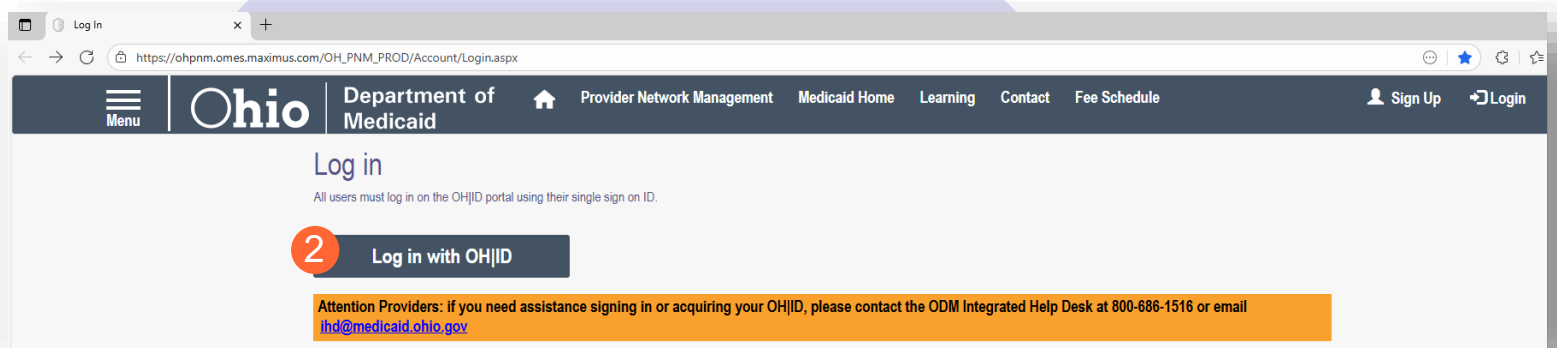 Log In
https://ohpnm.omes.maximus.com/OH_PNM_PROD/Account/Login.aspx
Menu
Ohio
Department of
Medicaid
Provider Network Management Medicaid Home Learning Contact Fee Schedule
Sign Up Login
Log in
All users must log in on the OH|ID portal using their single sign on ID.
2
Log in with OH|ID
Attention Providers: if you need assistance signing in or acquiring your OH|ID, please contact the ODM Integrated Help Desk at 800-686-1516 or email
ihd@medicaid.ohio.gov